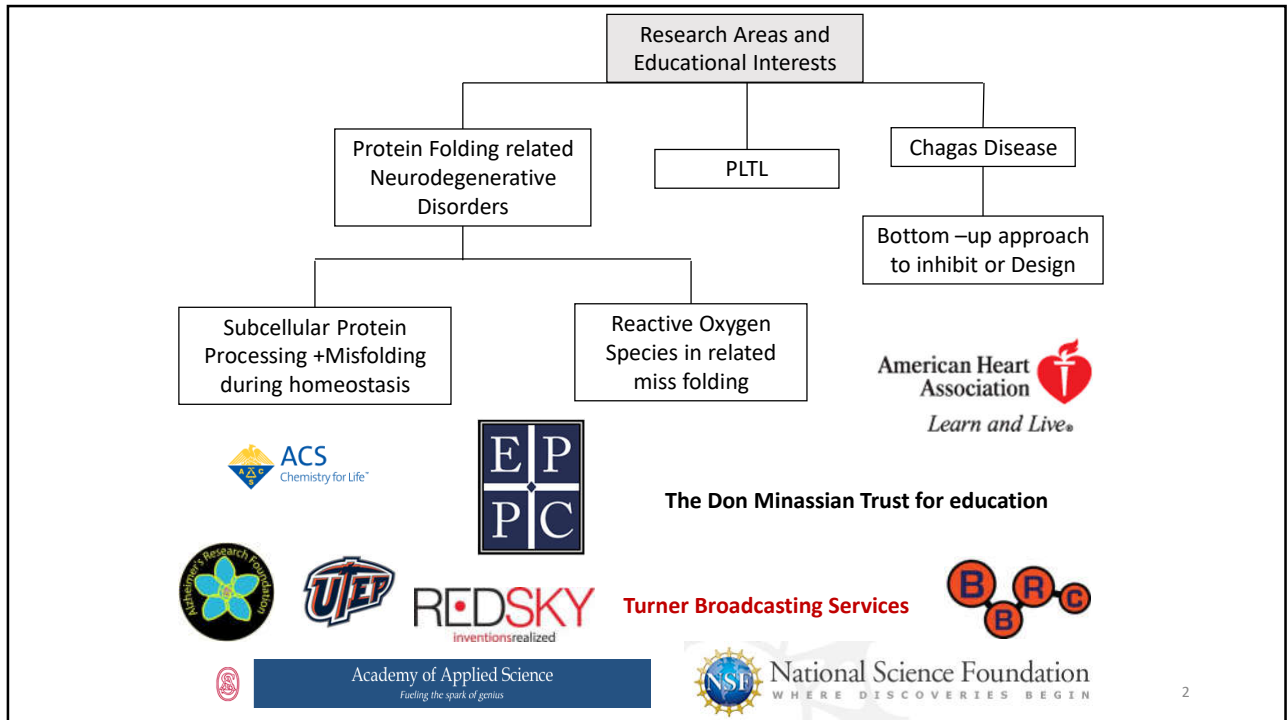 Research Areas and
Educational Interests
Protein Folding related
Neurodegenerative
Disorders
PLTL
Chagas Disease
Bottom –up approach
to inhibit or Design
Subcellular Protein
Processing +Misfolding
during homeostasis
Reactive Oxygen
Species in related
miss folding
American Heart
Association
Learn and Live®
ACS
Chemistry for Life™
A C S
E P
P C
The Don Minassian Trust for education
Alzheimer's Research Foundation
UTEP
REDSKY
inventionsrealized
Turner Broadcasting Services
B B R C
Academy of Applied Science
Fueling the spark of genius
NSF
National Science Foundation
WHERE DISCOVERIES BEGIN
2